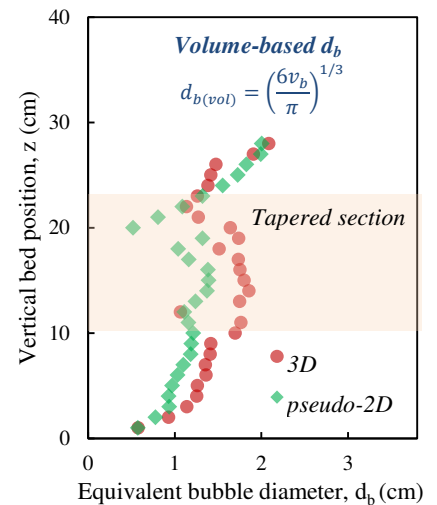 Volume-based d_b
d_{b(vol)} = (6v_b/π)^{1/3}
40
30
20
10
0
Vertical bed position, z (cm)
Tapered section
3D
pseudo-2D
0 1 2 3
Equivalent bubble diameter, d_b (cm)